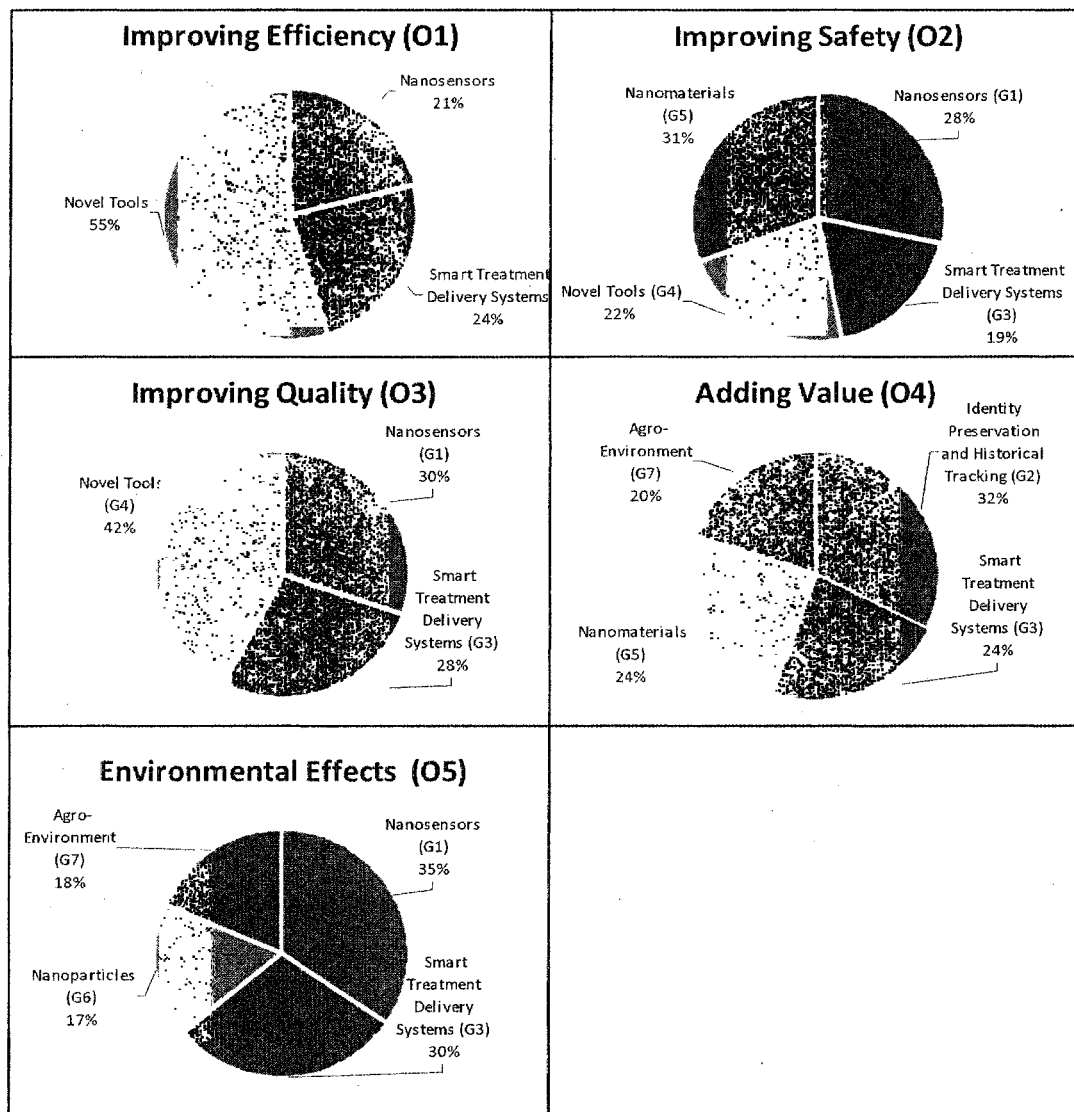 Improving Efficiency (O1)
Nanosensors
21%
Novel Tools
55%
Smart Treatment
Delivery Systems
24%
Improving Safety (O2)
Nanomaterials
(G5)
31%
Nanosensors (G1)
28%
Novel Tools (G4)
22%
Smart Treatment
Delivery Systems
(G3)
19%
Improving Quality (O3)
Nanosensors
(G1)
30%
Novel Tools
(G4)
42%
Smart
Treatment
Delivery
Systems (G3)
28%
Adding Value (O4)
Agro-
Environment
(G7)
20%
Identity
Preservation
and Historical
Tracking (G2)
32%
Smart
Treatment
Delivery
Systems (G3)
24%
Nanomaterials
(G5)
24%
Environmental Effects (O5)
Agro-
Environment
(G7)
18%
Nanosensors
(G1)
35%
Nanoparticles
(G6)
17%
Smart
Treatment
Delivery
Systems (G3)
30%